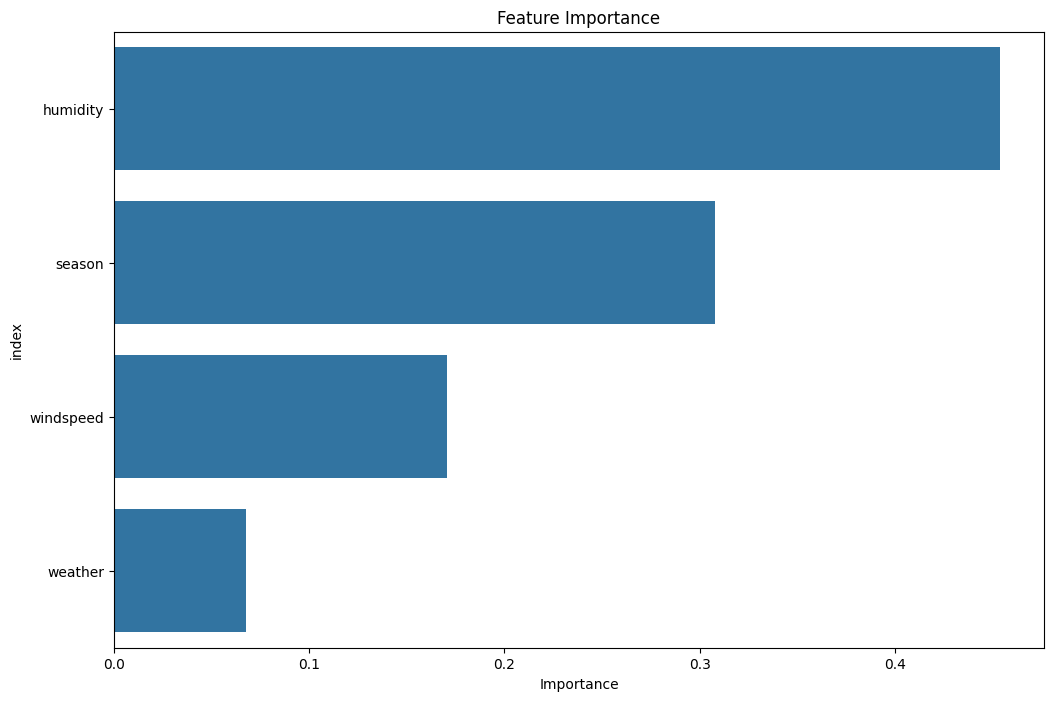 Feature Importance
humidity
season
windspeed
weather
index
0.0 0.1 0.2 0.3 0.4
Importance